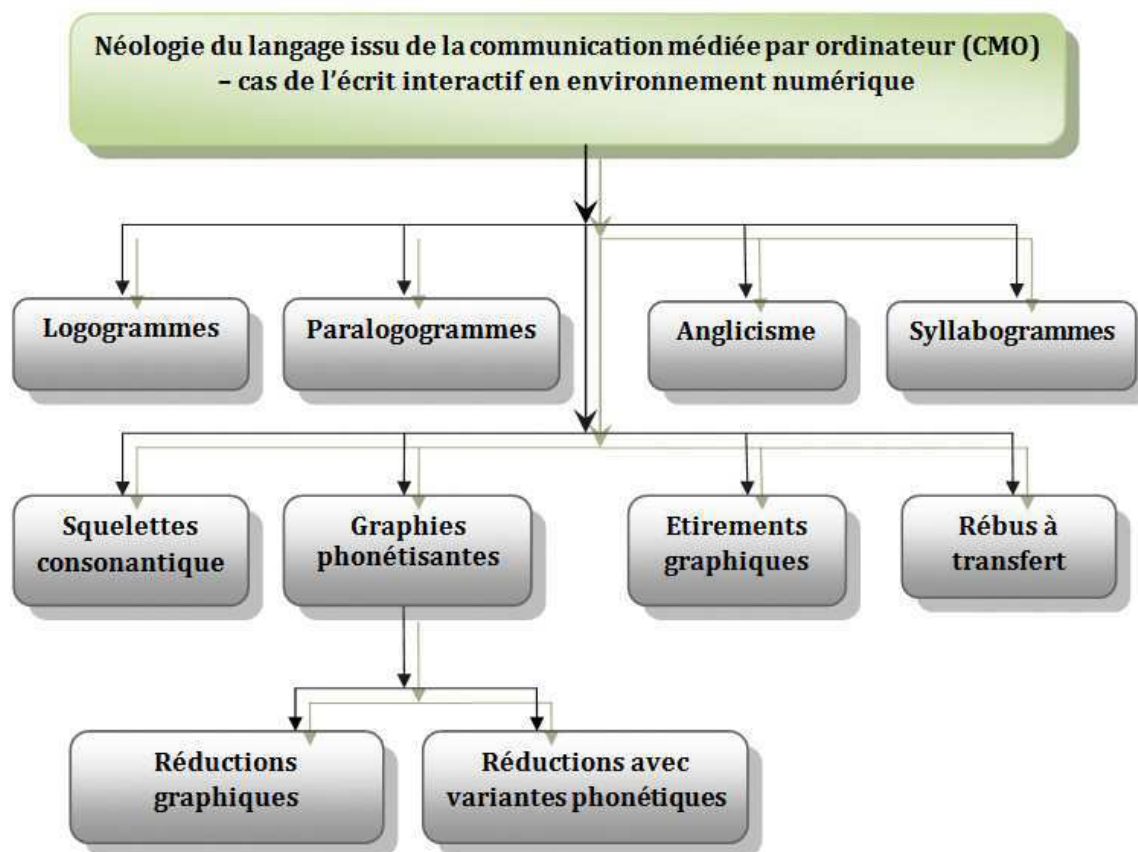 Néologie du langage issu de la communication médiée par ordinateur (CMO)
– cas de l’écrit interactif en environnement numérique
Logogrammes
Paralogogrammes
Anglicisme
Syllabogrammes
Squelettes
consonantique
Graphies
phonétisantes
Etirements
graphiques
Rébus à
transfert
Réductions
graphiques
Réductions avec
variantes phonétiques